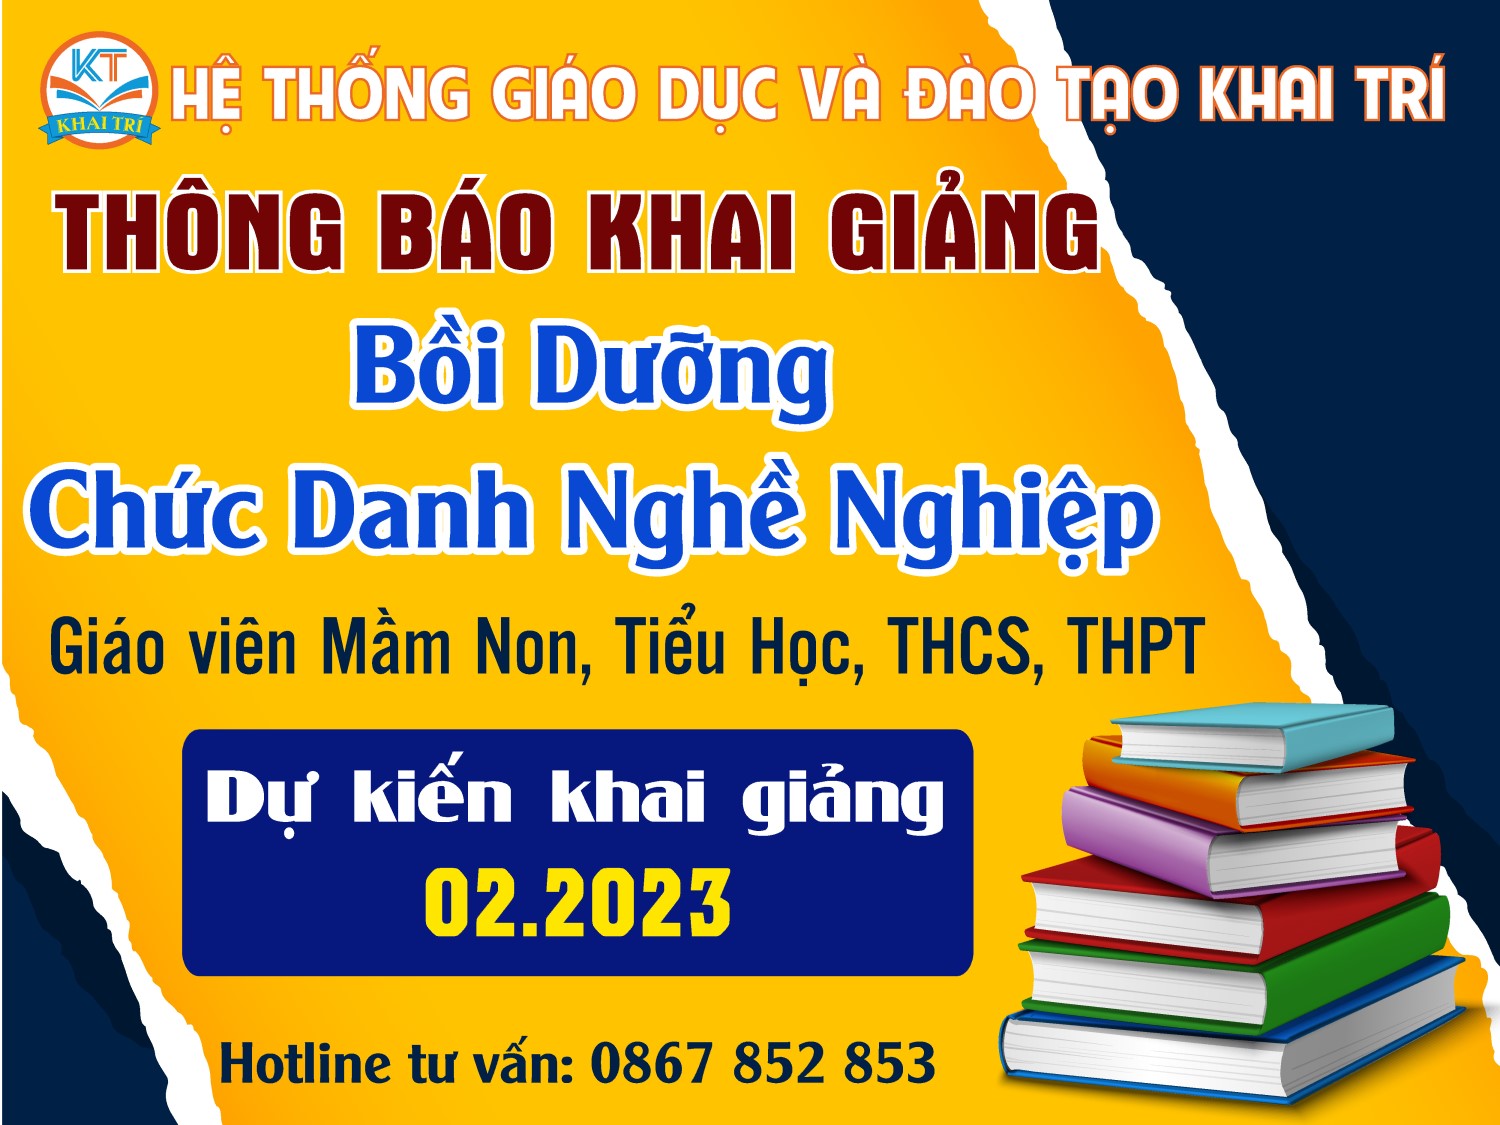 KT
KHAI TRÍ
HỆ THỐNG GIÁO DỤC VÀ ĐÀO TẠO KHAI TRÍ
THÔNG BÁO KHAI GIẢNG
Bồi Dưỡng
Chức Danh Nghề Nghiệp
Giáo viên Mầm Non, Tiểu Học, THCS, THPT
Dự kiến khai giảng
02.2023
Hotline tư vấn: 0867 852 853